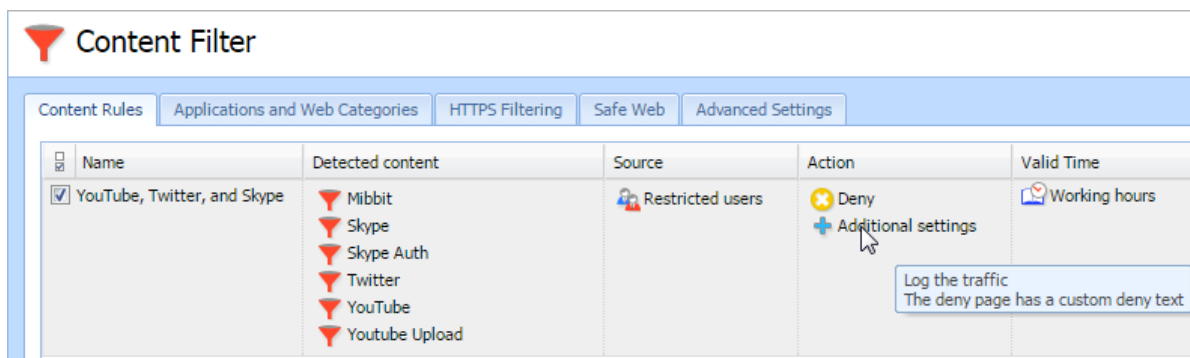 Content Filter
Content Rules Applications and Web Categories HTTPS Filtering Safe Web Advanced Settings
Name Detected content Source Action Valid Time
YouTube, Twitter, and Skype Mibbit Restricted users Deny Working hours
Skype Additional settings
Skype Auth
Twitter Log the traffic
YouTube The deny page has a custom deny text
Youtube Upload